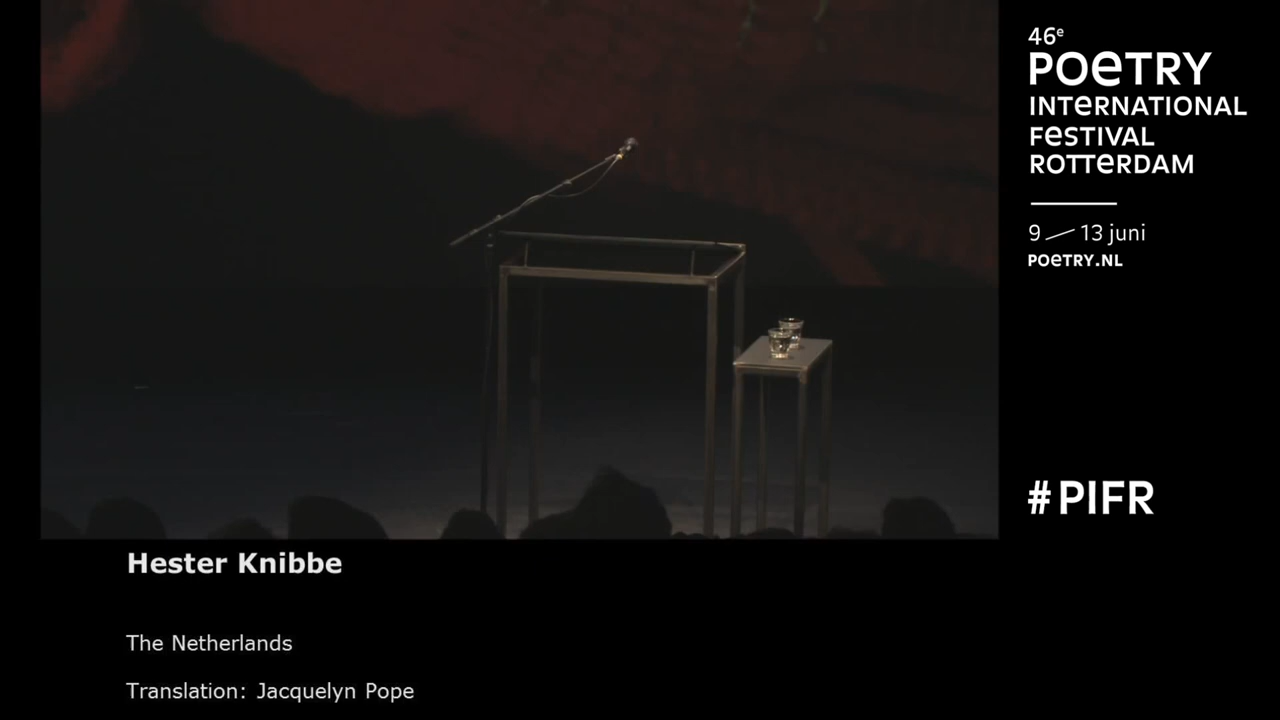 46e
POeTRY
INTeRNATIONAL
FeSTIVAL
ROTTeRDAM
9 — 13 juni
POeTRY.NL
#PIFR
Hester Knibbe
The Netherlands
Translation: Jacquelyn Pope